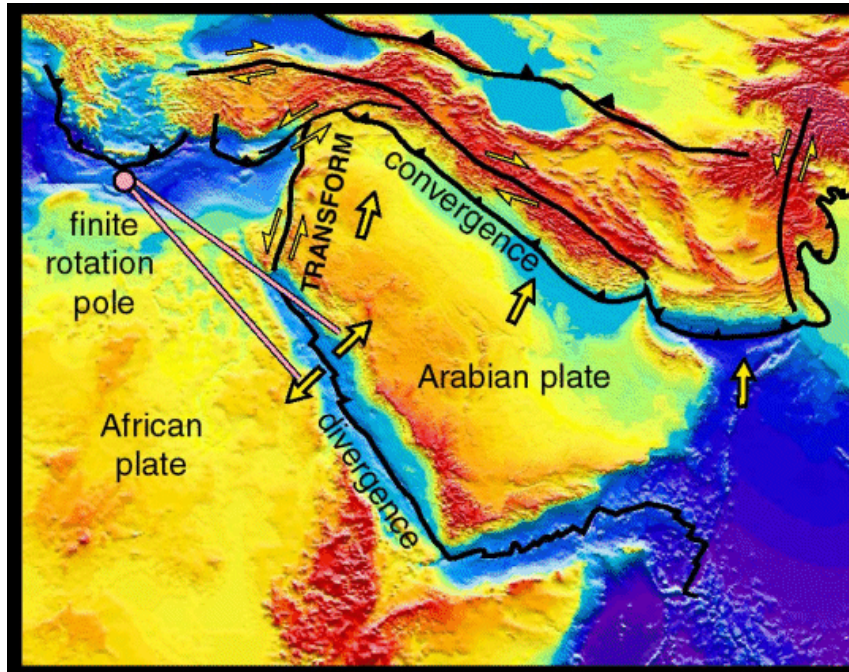 TRANSFORM
convergence
finite
rotation
pole
Arabian plate
African
plate
divergence